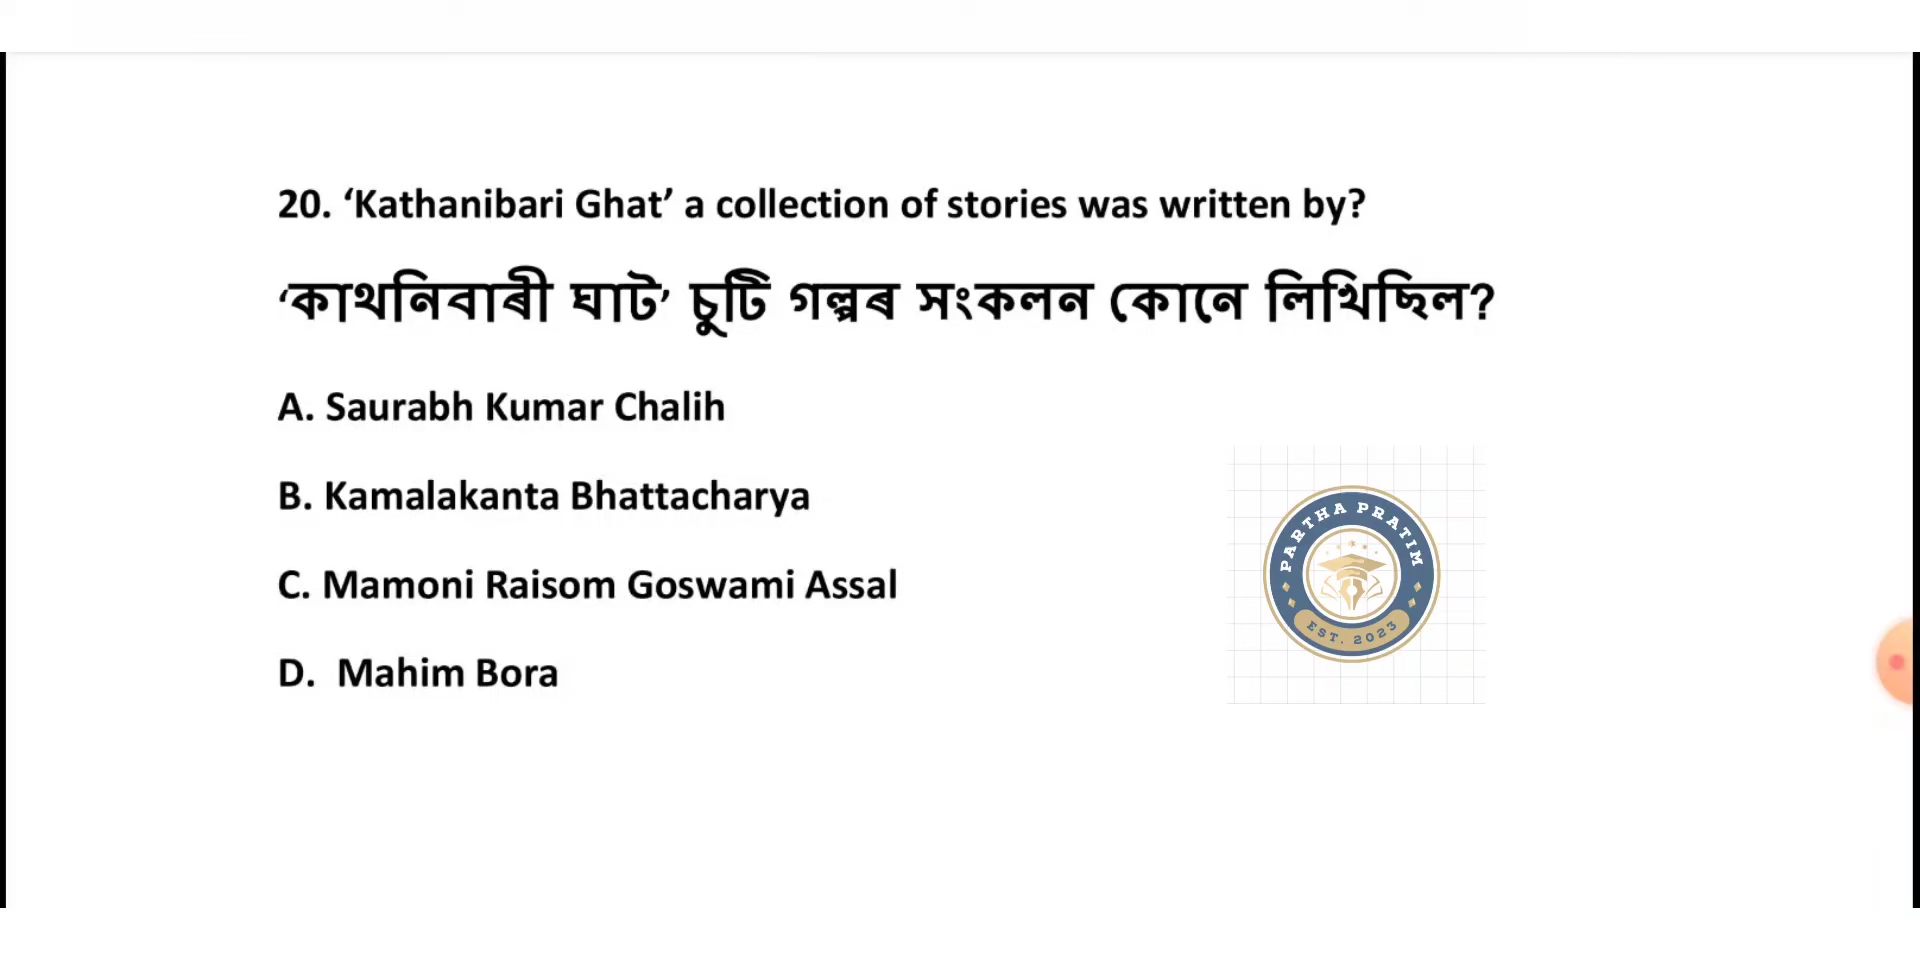 20. ‘Kathanibari Ghat’ a collection of stories was written by?
‘কাথনিবাৰী ঘাট’ চুটি গল্পৰ সংকলন কোনে লিখিছিল?
A. Saurabh Kumar Chalih
B. Kamalakanta Bhattacharya
C. Mamoni Raisom Goswami Assal
D. Mahim Bora
PARTHA PRATIM
EST. 2023